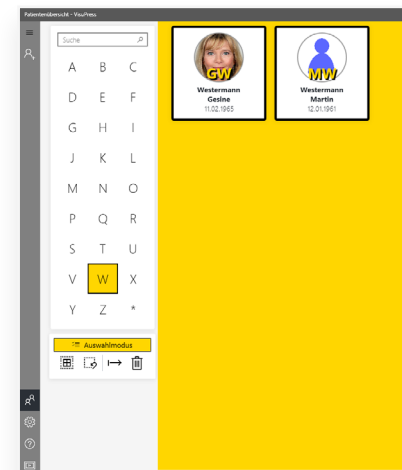 Patientenübersicht - VisuPress
Suche
A B C
D E F
G H I
J K L
M N O
P Q R
S T U
V W X
Y Z *
Auswahlmodus
GW
Westermann
Gesine
11.02.1965
MW
Westermann
Martin
12.01.1961